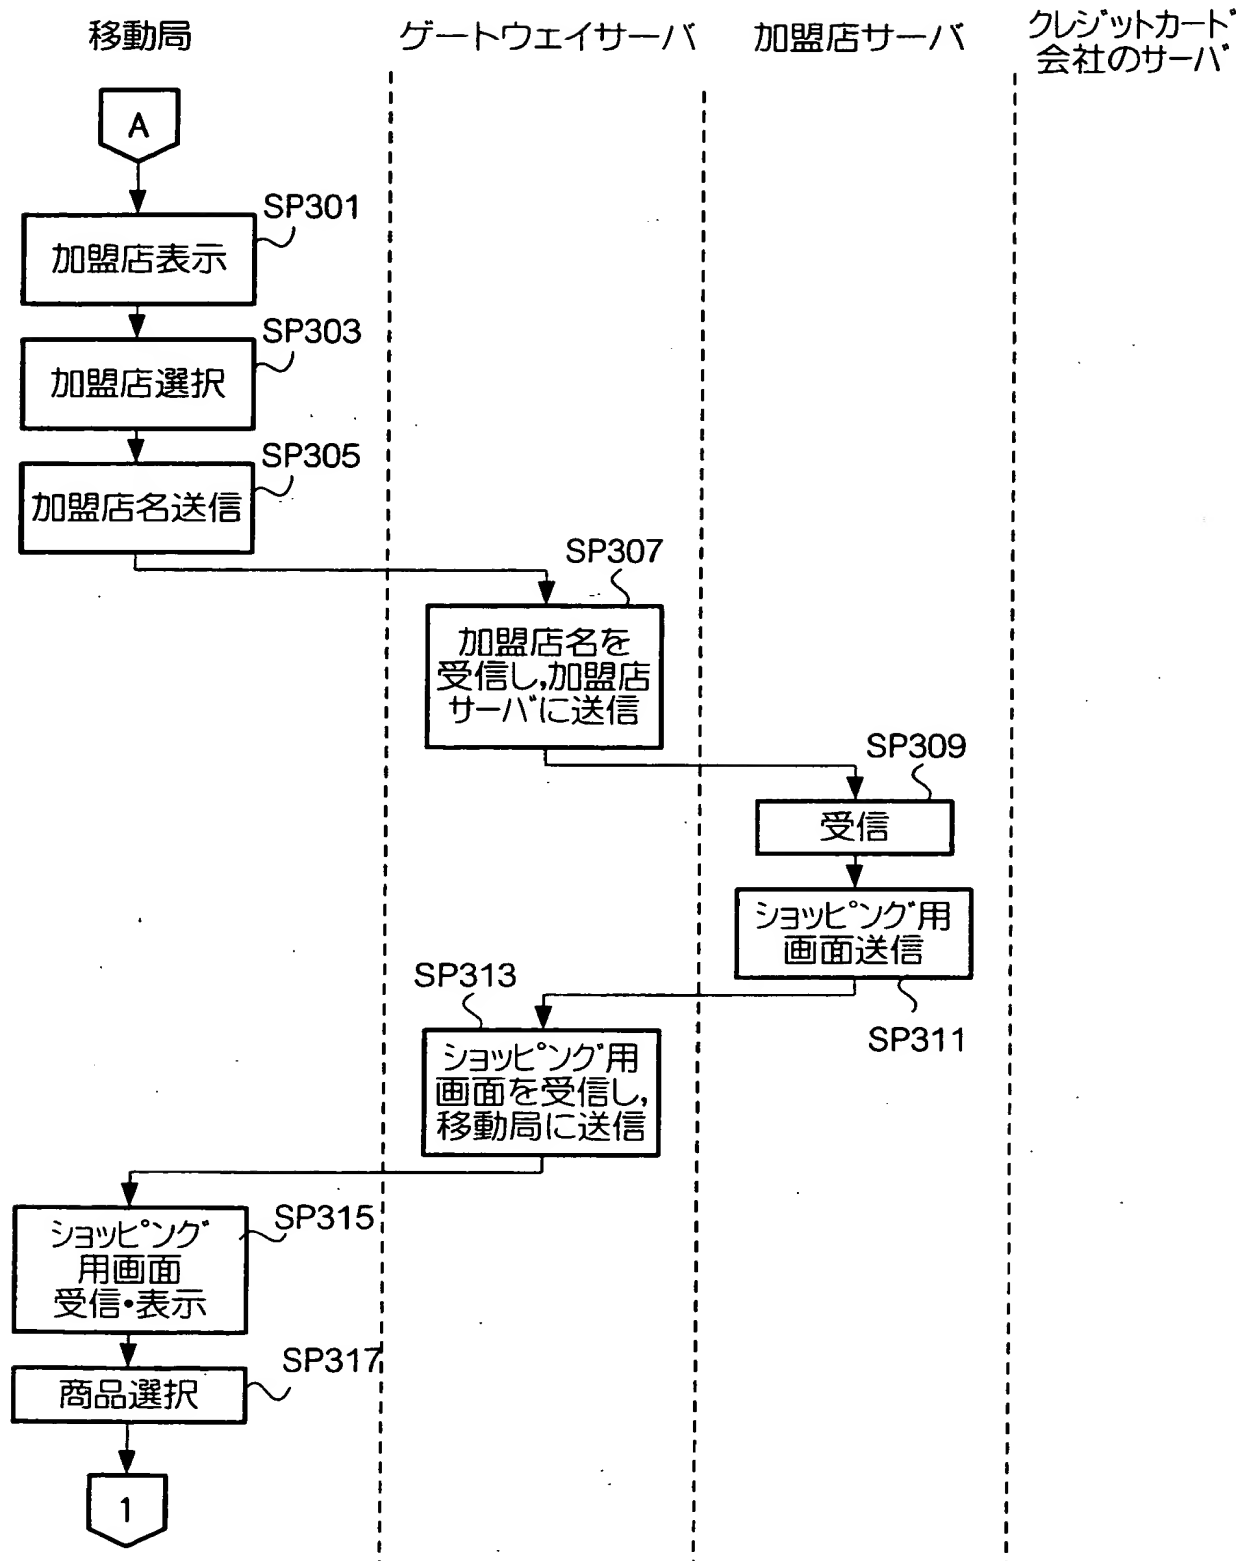 移動局
ゲートウェイサーバ
加盟店サーバ
クレジットカード
会社のサーバ
A
SP301
加盟店表示
SP303
加盟店選択
SP305
加盟店名送信
SP307
加盟店名を
受信し,加盟店
サーバに送信
SP309
受信
ショッピング用
画面送信
SP311
SP313
ショッピング用
画面を受信し,
移動局に送信
SP315
ショッピング
用画面
受信・表示
SP317
商品選択
1